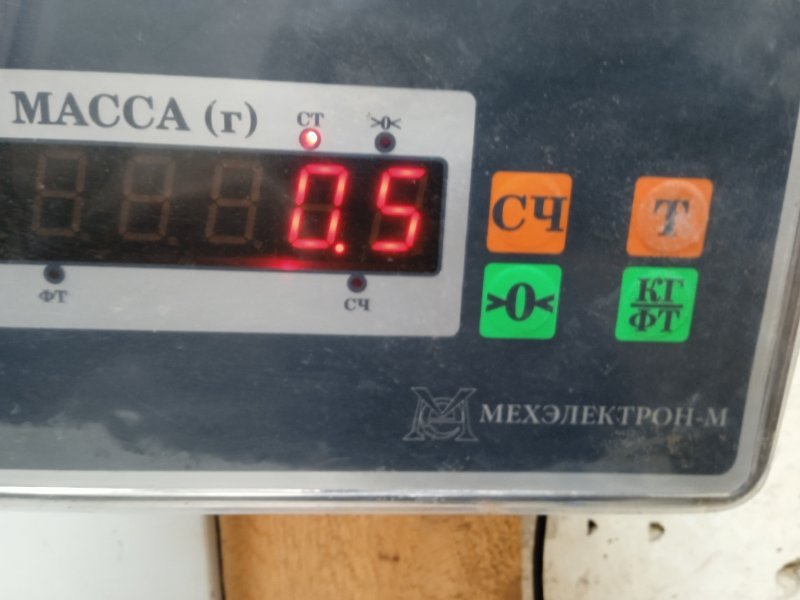 МАССА (г)
СТ
>0<
0.5
ФТ
СЧ
СЧ
Т
>0<
КГ
ФТ
МЕХЭЛЕКТРОН-М